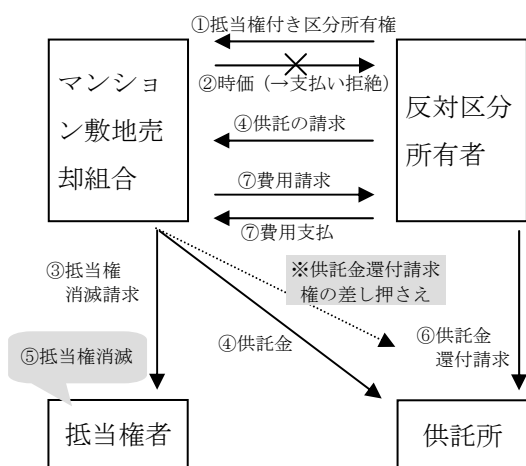 ①抵当権付き区分所有権
②時価（→支払い拒絶）
マンショ
ン敷地売
却組合
反対区分
所有者
④供託の請求
⑦費用請求
⑦費用支払
③抵当権
消滅請求
※供託金還付請求
権の差し押さえ
④供託金
⑥供託金
還付請求
⑤抵当権消滅
抵当権者
供託所